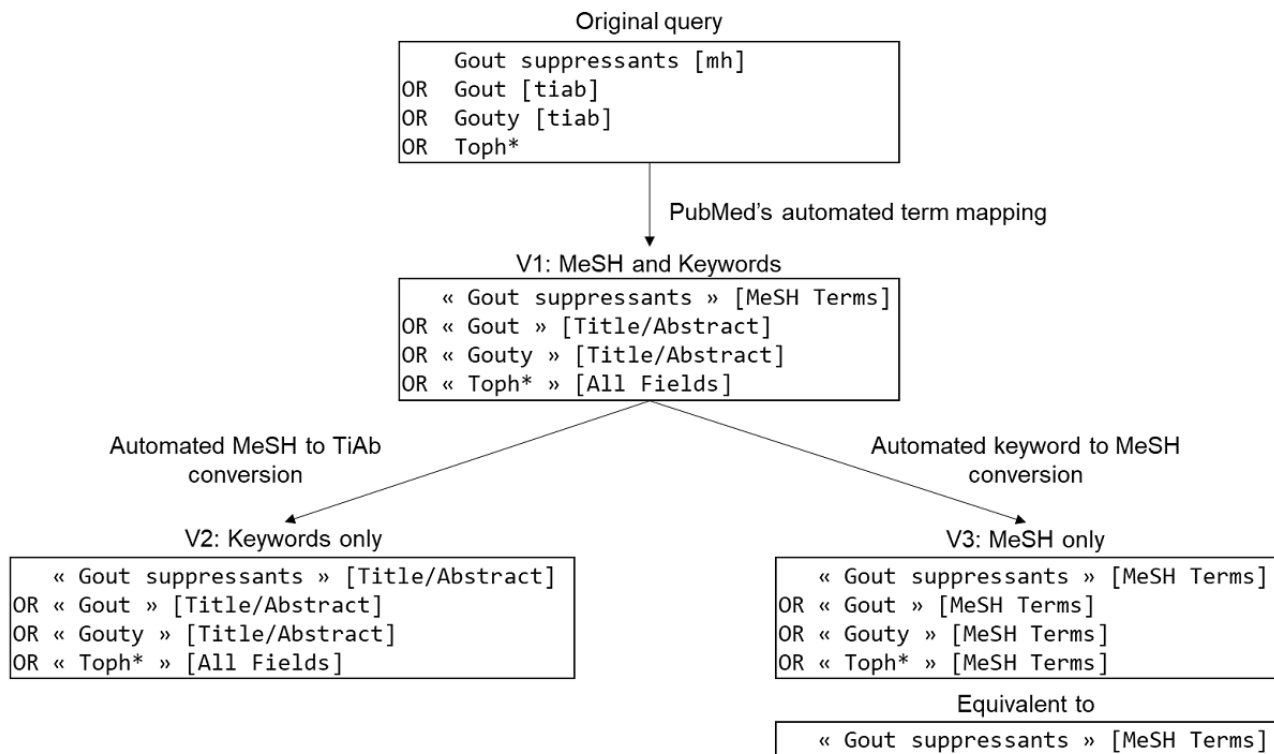 Original query
Gout suppressants [mh]
OR Gout [tiab]
OR Gouty [tiab]
OR Toph*
PubMed's automated term mapping
V1: MeSH and Keywords
« Gout suppressants » [MeSH Terms]
OR « Gout » [Title/Abstract]
OR « Gouty » [Title/Abstract]
OR « Toph* » [All Fields]
Automated MeSH to TiAb
conversion
Automated keyword to MeSH
conversion
V2: Keywords only
« Gout suppressants » [Title/Abstract]
OR « Gout » [Title/Abstract]
OR « Gouty » [Title/Abstract]
OR « Toph* » [All Fields]
V3: MeSH only
« Gout suppressants » [MeSH Terms]
OR « Gout » [MeSH Terms]
OR « Gouty » [MeSH Terms]
OR « Toph* » [MeSH Terms]
Equivalent to
« Gout suppressants » [MeSH Terms]